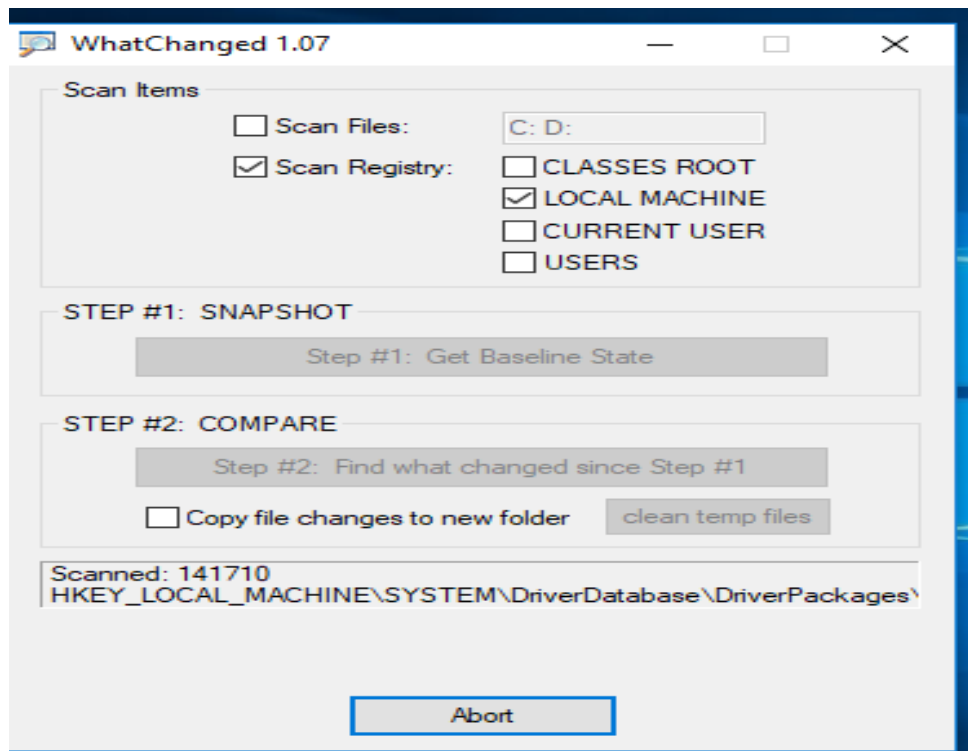 WhatChanged 1.07
Scan Items
Scan Files: C: D:
Scan Registry: CLASSES ROOT
LOCAL MACHINE
CURRENT USER
USERS
STEP #1: SNAPSHOT
Step #1: Get Baseline State
STEP #2: COMPARE
Step #2: Find what changed since Step #1
Copy file changes to new folder clean temp files
Scanned: 141710
HKEY_LOCAL_MACHINE\SYSTEM\DriverDatabase\DriverPackages\
Abort